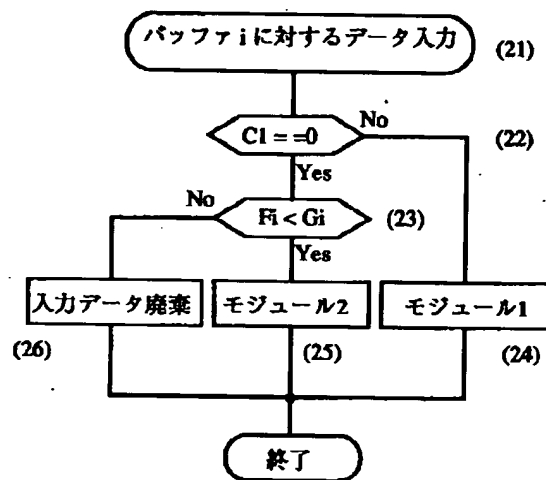 バッファiに対するデータ入力
(21)
C1==0
No
(22)
Yes
No
Fi<Gi
(23)
Yes
入力データ廃棄
モジュール2
モジュール1
(26)
(25)
(24)
終了